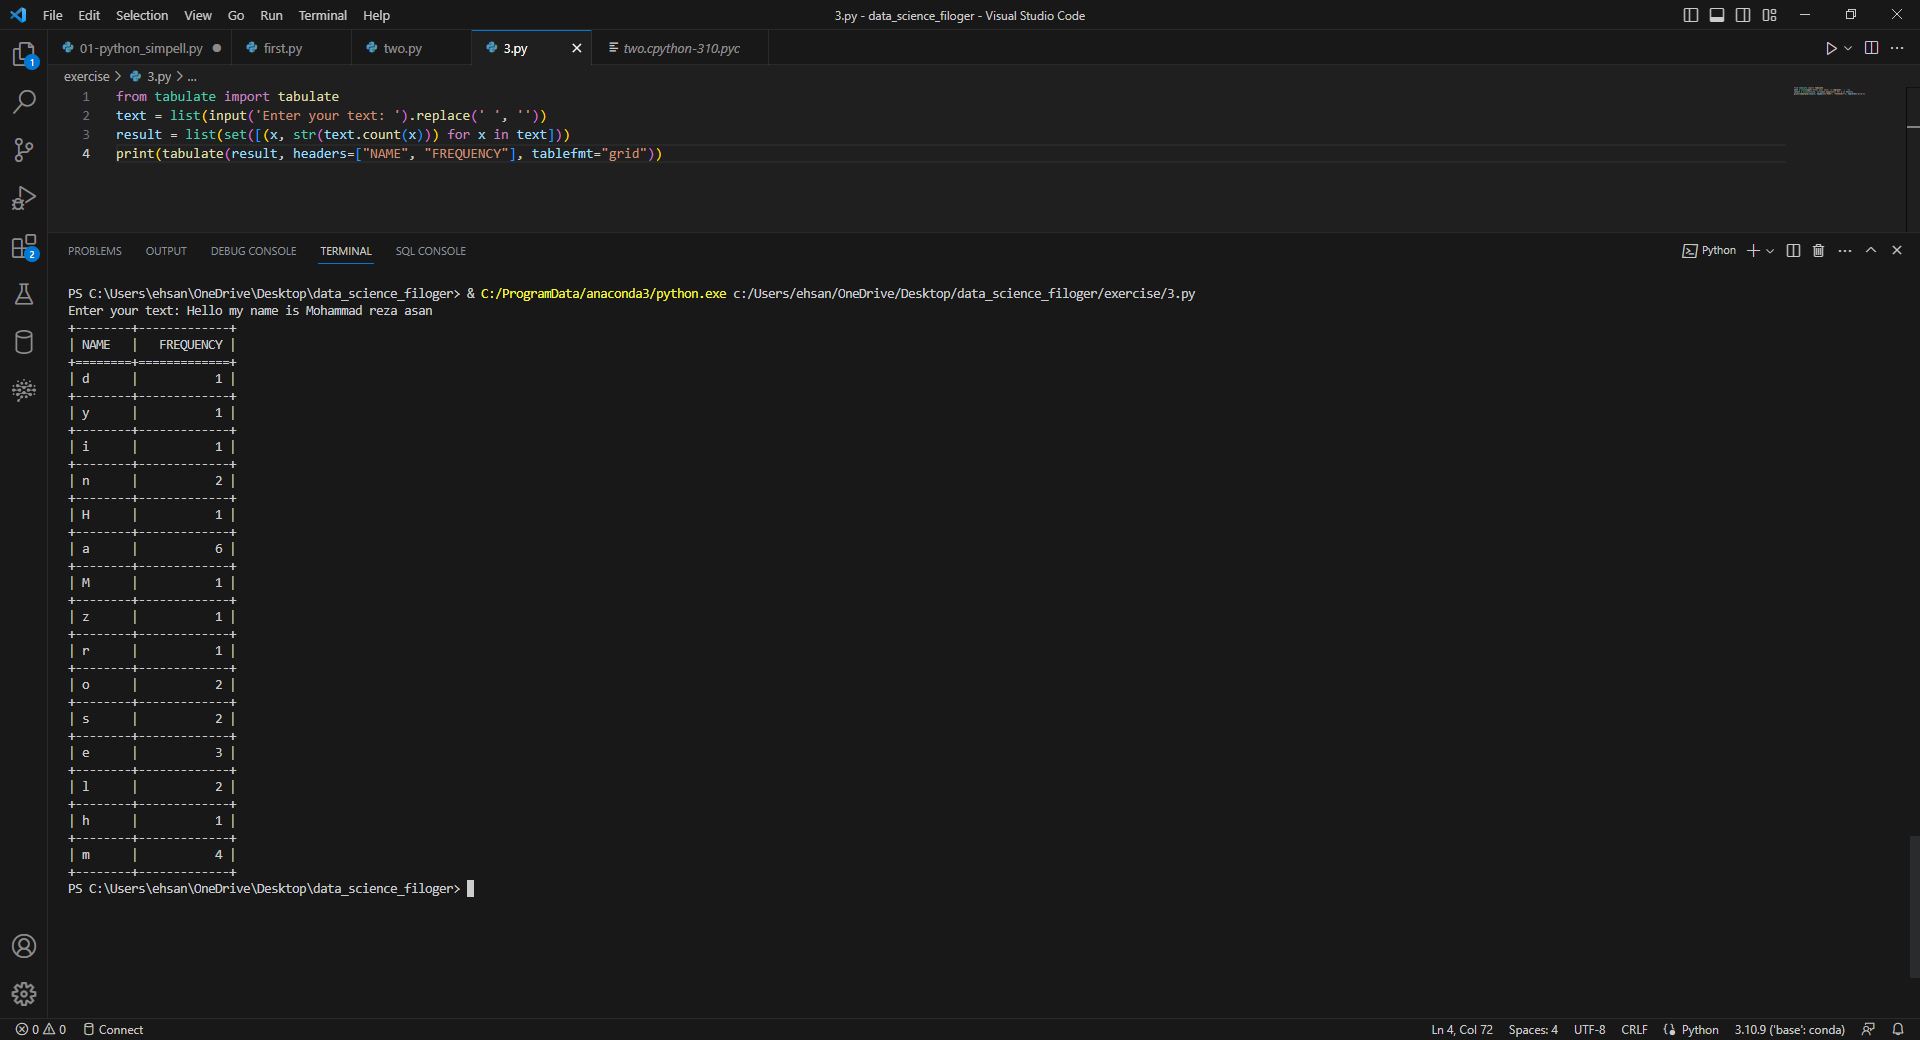 File Edit Selection View Go Run Terminal Help
3.py - data_science_filoger - Visual Studio Code
01-python_simpell.py first.py two.py 3.py two.cpython-310.pyc
exercise > 3.py > ...
1 from tabulate import tabulate
2 text = list(input('Enter your text: ').replace(' ', ''))
3 result = list(set([(x, str(text.count(x))) for x in text]))
4 print(tabulate(result, headers=["NAME", "FREQUENCY"], tablefmt="grid"))
1
2
PROBLEMS OUTPUT DEBUG CONSOLE TERMINAL SQL CONSOLE
Python
PS C:\Users\ehsan\OneDrive\Desktop\data_science_filoger> & C:/ProgramData/anaconda3/python.exe c:/Users/ehsan/OneDrive/Desktop/data_science_filoger/exercise/3.py
Enter your text: Hello my name is Mohammad reza asan
+--------+-------------+
| NAME   |   FREQUENCY |
+========+=============+
| d      |           1 |
+--------+-------------+
| y      |           1 |
+--------+-------------+
| i      |           1 |
+--------+-------------+
| n      |           2 |
+--------+-------------+
| H      |           1 |
+--------+-------------+
| a      |           6 |
+--------+-------------+
| M      |           1 |
+--------+-------------+
| z      |           1 |
+--------+-------------+
| r      |           1 |
+--------+-------------+
| o      |           2 |
+--------+-------------+
| s      |           2 |
+--------+-------------+
| e      |           3 |
+--------+-------------+
| l      |           2 |
+--------+-------------+
| h      |           1 |
+--------+-------------+
| m      |           4 |
+--------+-------------+
PS C:\Users\ehsan\OneDrive\Desktop\data_science_filoger>
0 0 Connect
Ln 4, Col 72 Spaces: 4 UTF-8 CRLF Python 3.10.9 ('base': conda)